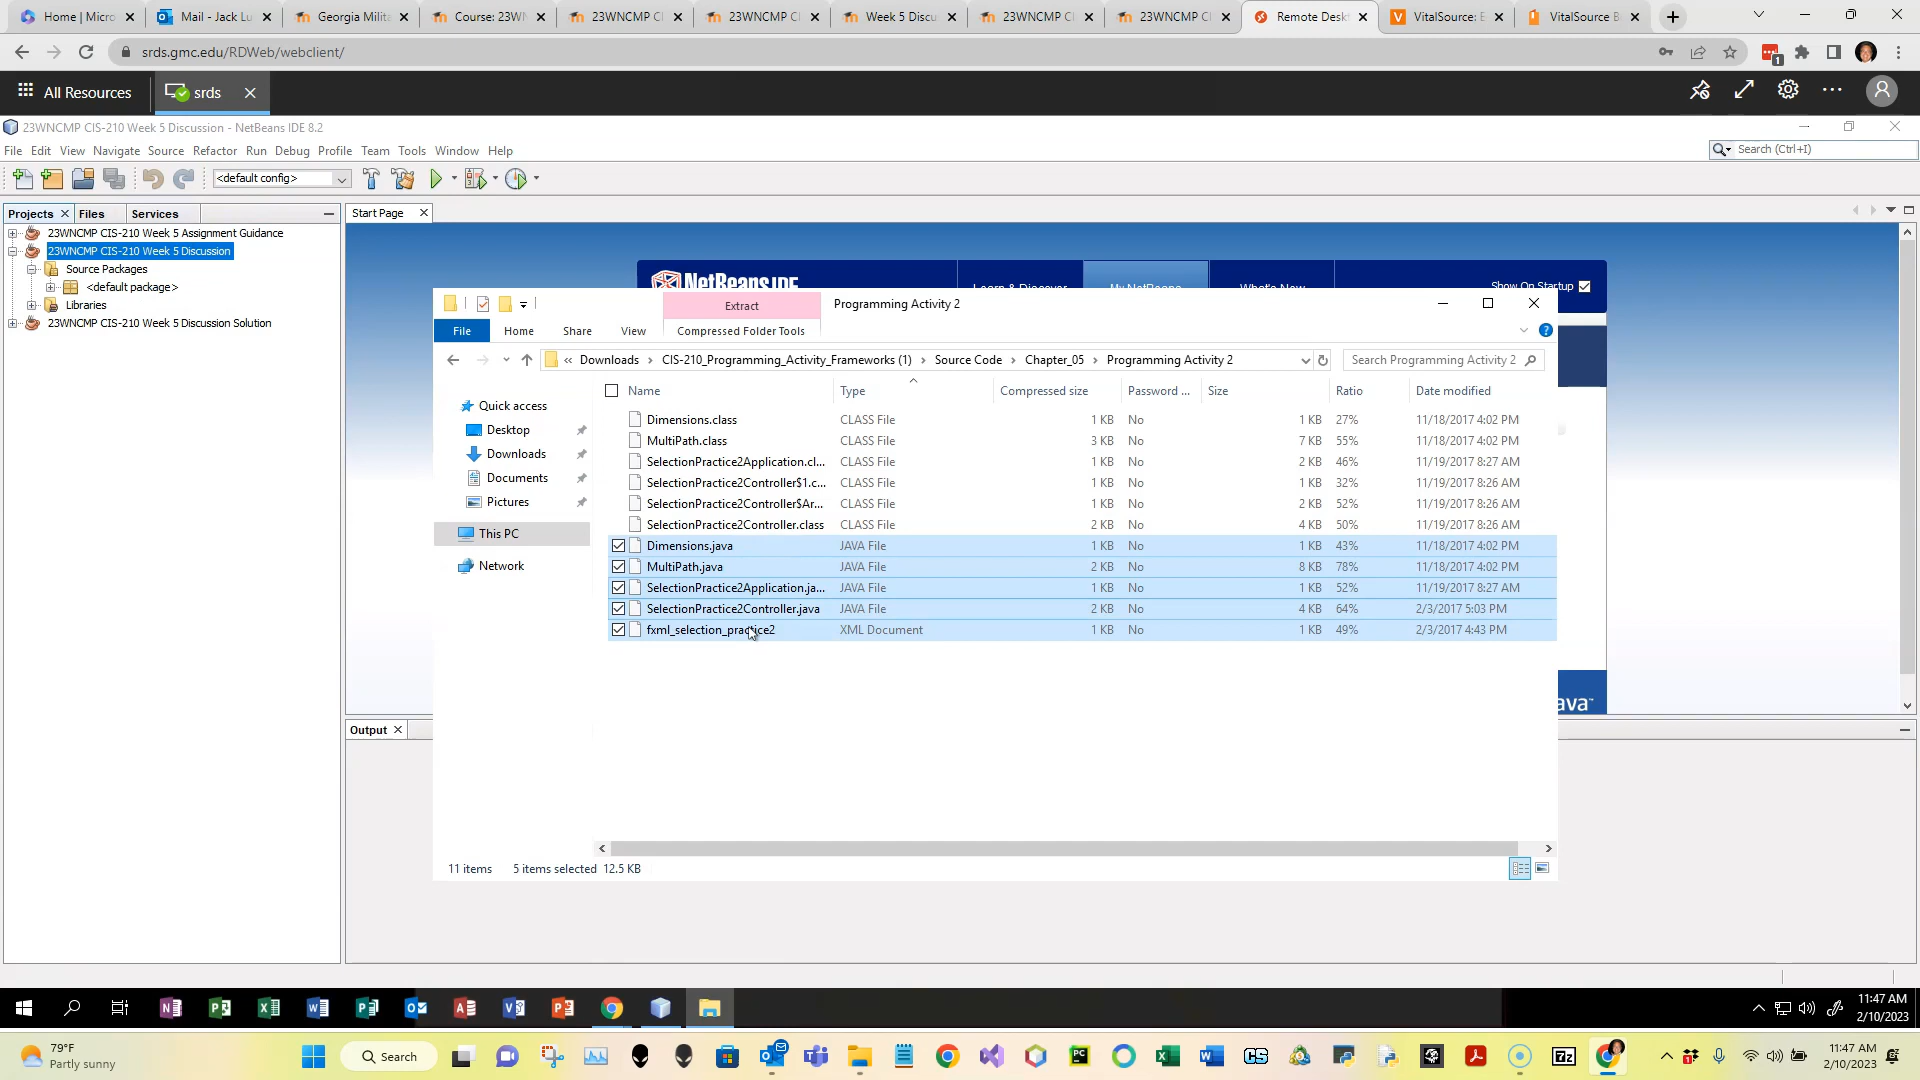 Home | Micro
Mail - Jack Lu
Georgia Milit
Course: 23W
23WNCMP C
23WNCMP C
Week 5 Discu
23WNCMP C
23WNCMP C
Remote Desk
VitalSource: E
VitalSource B
srds.gmc.edu/RDWeb/webclient/
1
All Resources
srds
23WNCMP CIS-210 Week 5 Discussion - NetBeans IDE 8.2
File Edit View Navigate Source Refactor Run Debug Profile Team Tools Window Help
Search (Ctrl+I)
<default config>
Projects Files Services
Start Page
23WNCMP CIS-210 Week 5 Assignment Guidance
23WNCMP CIS-210 Week 5 Discussion
Source Packages
<default package>
Libraries
23WNCMP CIS-210 Week 5 Discussion Solution
NetBeans IDE
Learn & Discover
My NetBeans
What's New
Show On Startup
Extract
Programming Activity 2
File Home Share View Compressed Folder Tools
« Downloads > CIS-210_Programming_Activity_Frameworks (1) > Source Code > Chapter_05 > Programming Activity 2
Search Programming Activity 2
Name Type Compressed size Password ... Size Ratio Date modified
Quick access
Desktop
Downloads
Documents
Pictures
This PC
Network
Dimensions.class CLASS File 1 KB No 1 KB 27% 11/18/2017 4:02 PM
MultiPath.class CLASS File 3 KB No 7 KB 55% 11/18/2017 4:02 PM
SelectionPractice2Application.cl... CLASS File 1 KB No 2 KB 46% 11/19/2017 8:27 AM
SelectionPractice2Controller$1.c... CLASS File 1 KB No 1 KB 32% 11/19/2017 8:26 AM
SelectionPractice2Controller$Ar... CLASS File 1 KB No 2 KB 52% 11/19/2017 8:26 AM
SelectionPractice2Controller.class CLASS File 2 KB No 4 KB 50% 11/19/2017 8:26 AM
Dimensions.java JAVA File 1 KB No 1 KB 43% 11/18/2017 4:02 PM
MultiPath.java JAVA File 2 KB No 8 KB 78% 11/18/2017 4:02 PM
SelectionPractice2Application.ja... JAVA File 1 KB No 1 KB 52% 11/19/2017 8:27 AM
SelectionPractice2Controller.java JAVA File 2 KB No 4 KB 64% 2/3/2017 5:03 PM
fxml_selection_practice2 XML Document 1 KB No 1 KB 49% 2/3/2017 4:43 PM
ava
Output
11 items 5 items selected 12.5 KB
11:47 AM
2/10/2023
79°F
Partly sunny
Search
11:47 AM
2/10/2023